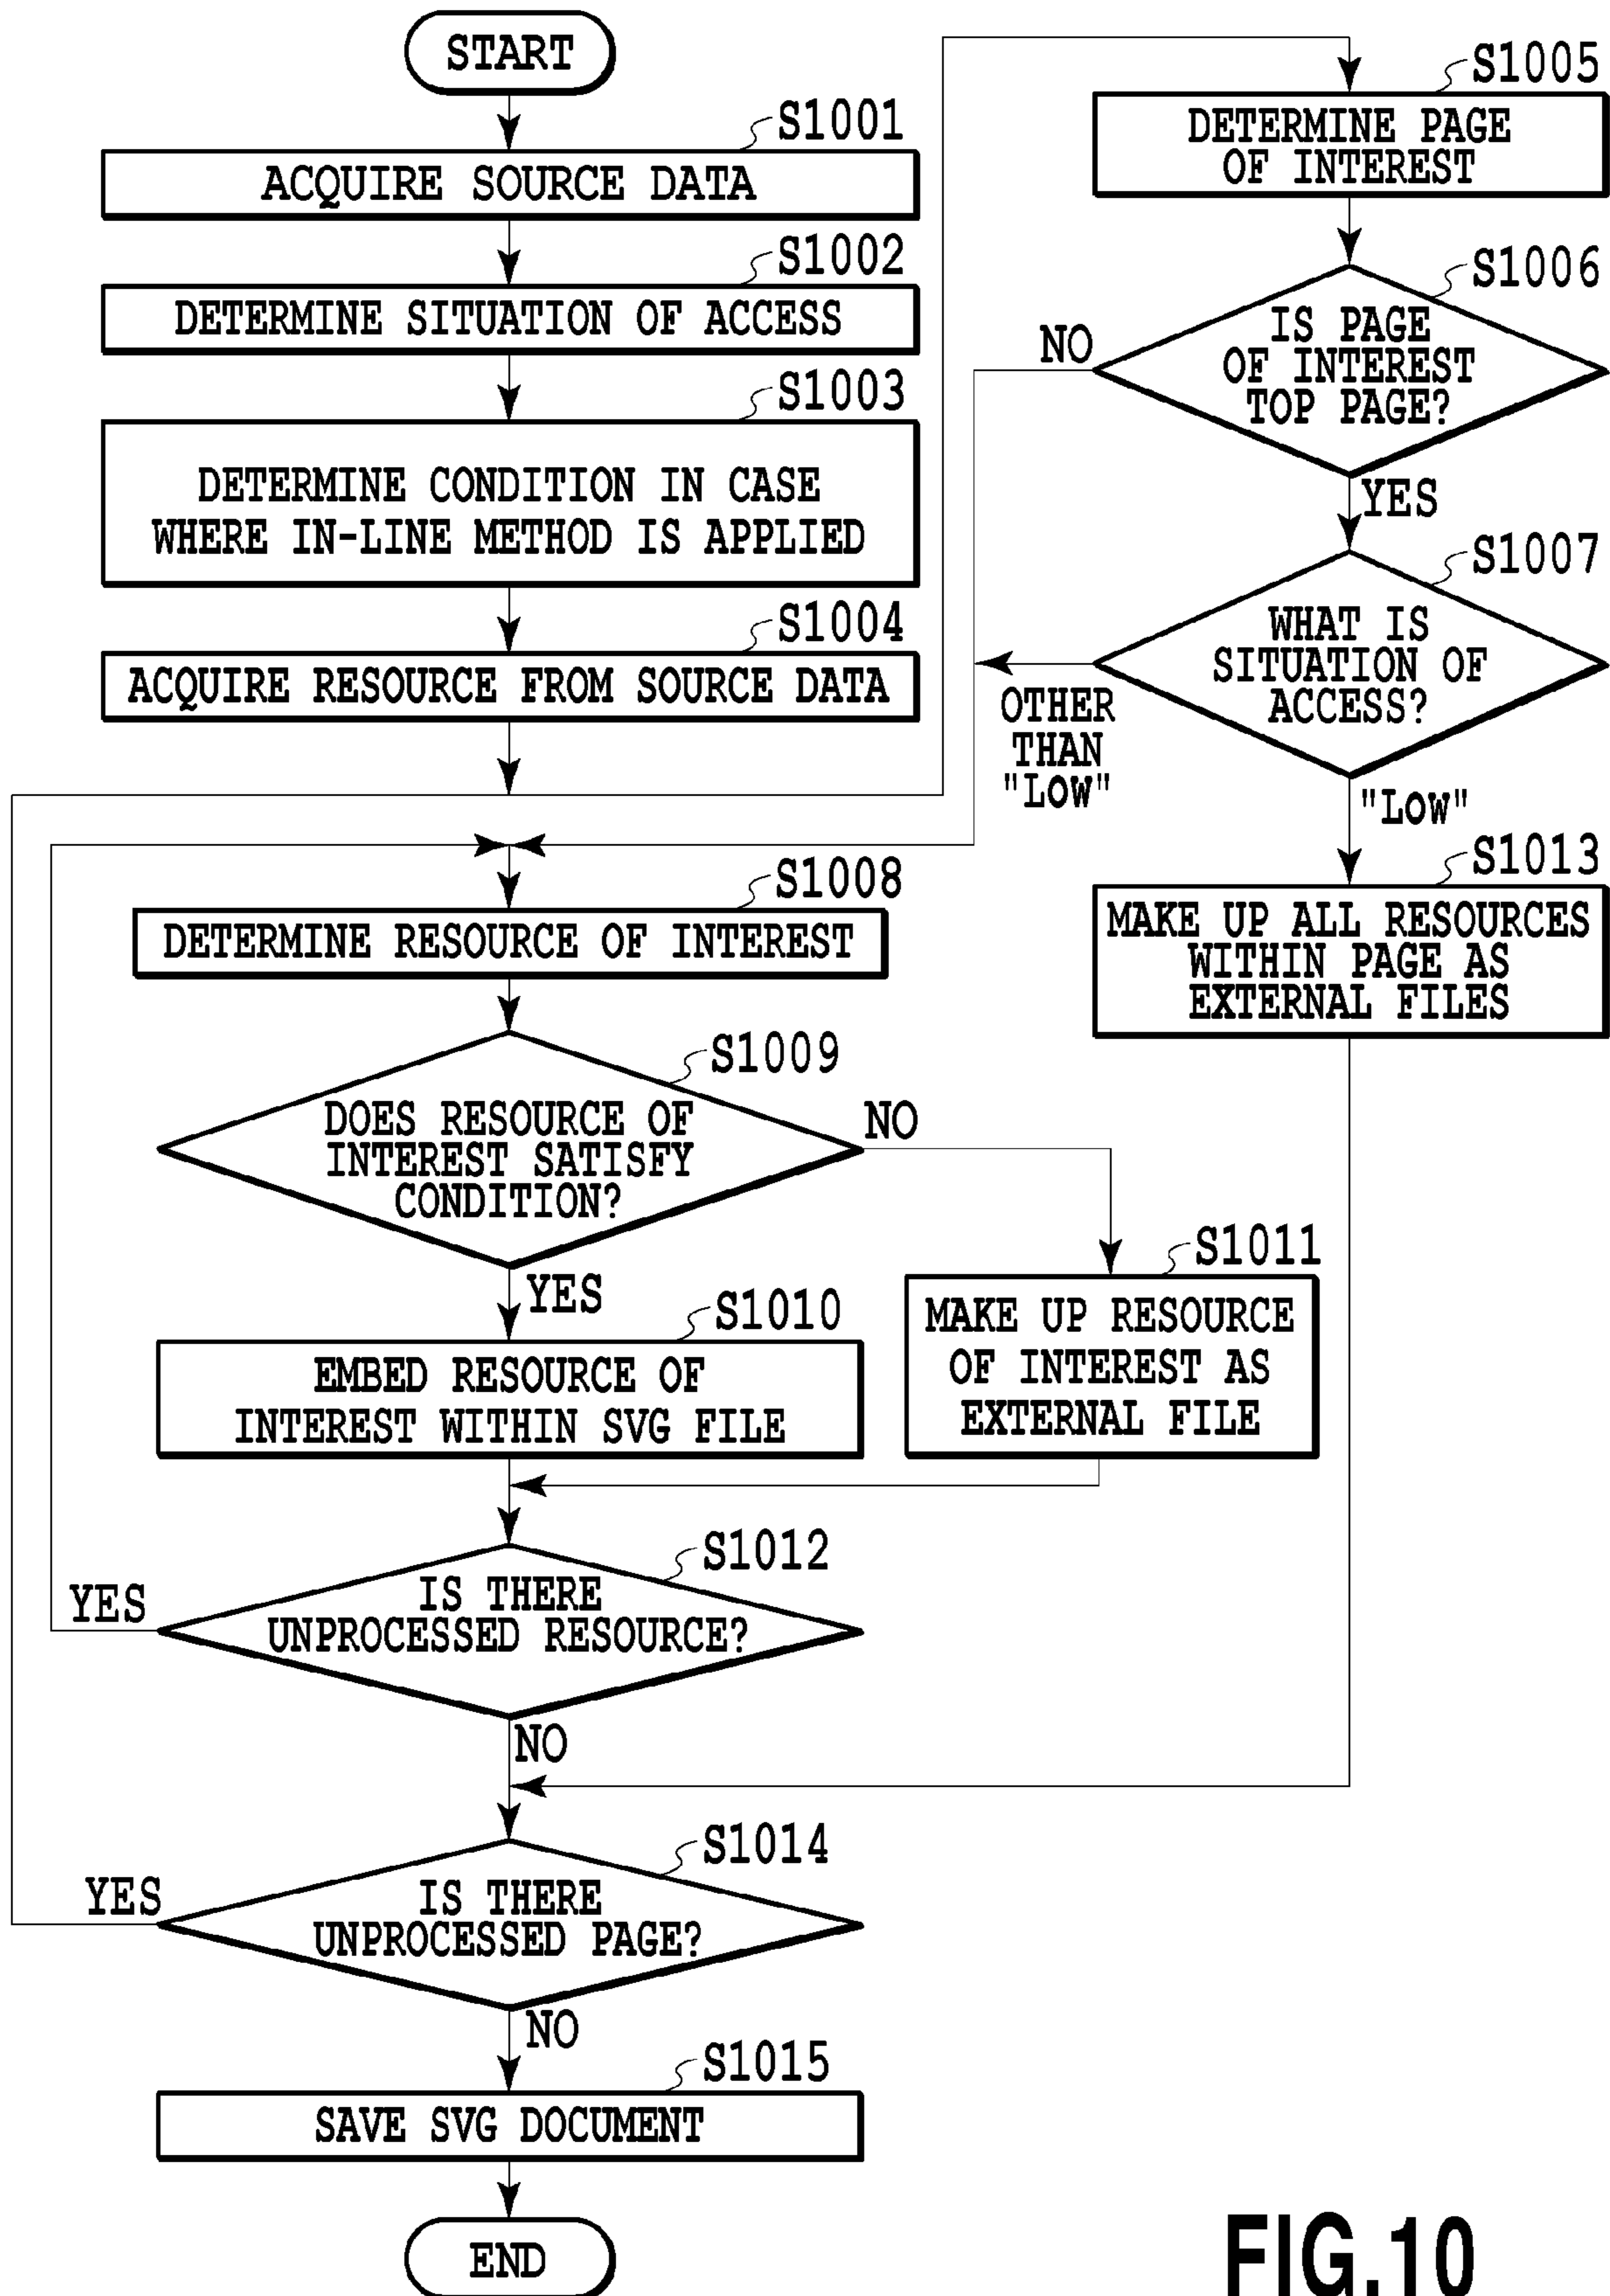 START
S1001
ACQUIRE SOURCE DATA
S1002
DETERMINE SITUATION OF ACCESS
S1003
DETERMINE CONDITION IN CASE
WHERE IN-LINE METHOD IS APPLIED
S1004
ACQUIRE RESOURCE FROM SOURCE DATA
S1005
DETERMINE PAGE
OF INTEREST
S1006
IS PAGE
OF INTEREST
TOP PAGE?
NO
YES
S1007
WHAT IS
SITUATION OF
ACCESS?
OTHER
THAN
"LOW"
"LOW"
S1013
MAKE UP ALL RESOURCES
WITHIN PAGE AS
EXTERNAL FILES
S1008
DETERMINE RESOURCE OF INTEREST
S1009
DOES RESOURCE OF
INTEREST SATISFY
CONDITION?
NO
YES
S1011
MAKE UP RESOURCE
OF INTEREST AS
EXTERNAL FILE
S1010
EMBED RESOURCE OF
INTEREST WITHIN SVG FILE
S1012
IS THERE
UNPROCESSED RESOURCE?
YES
NO
S1014
IS THERE
UNPROCESSED PAGE?
YES
NO
S1015
SAVE SVG DOCUMENT
END
FIG.10